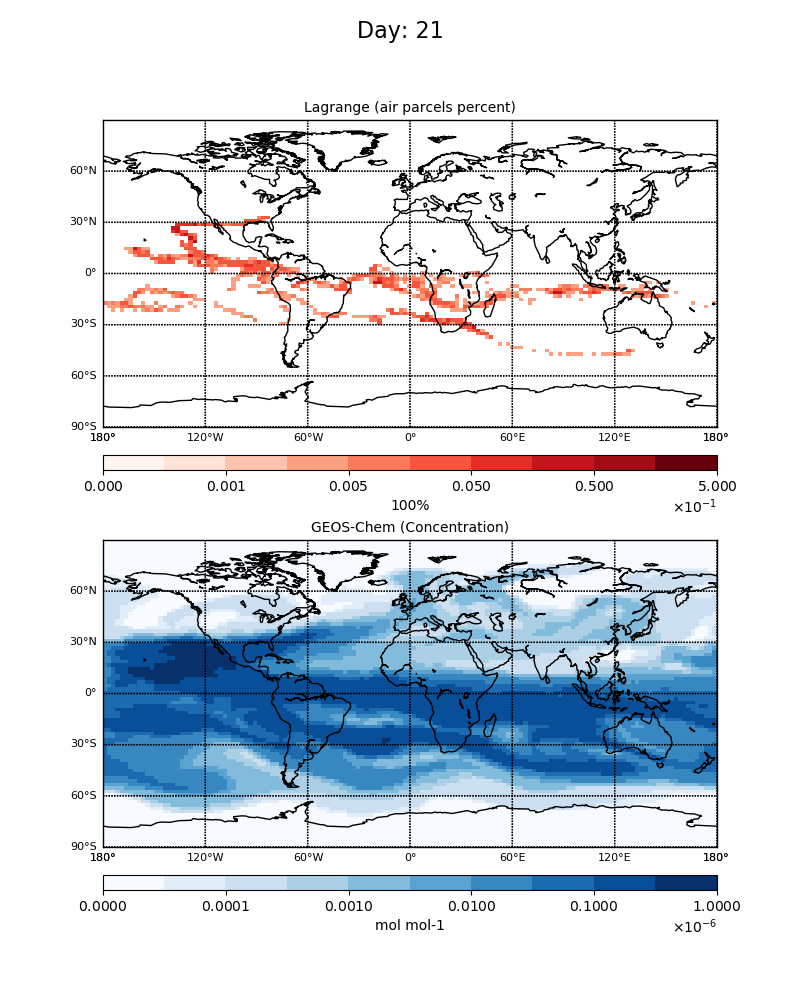 Day: 21
Lagrange (air parcels percent)
60°N
30°N
0°
30°S
60°S
90°S
180° 120°W 60°W 0° 60°E 120°E 180°
0.000 0.001 0.005 0.050 0.500 5.000
100% ×10⁻¹
GEOS-Chem (Concentration)
60°N
30°N
0°
30°S
60°S
90°S
180° 120°W 60°W 0° 60°E 120°E 180°
0.0000 0.0001 0.0010 0.0100 0.1000 1.0000
mol mol-1 ×10⁻⁶